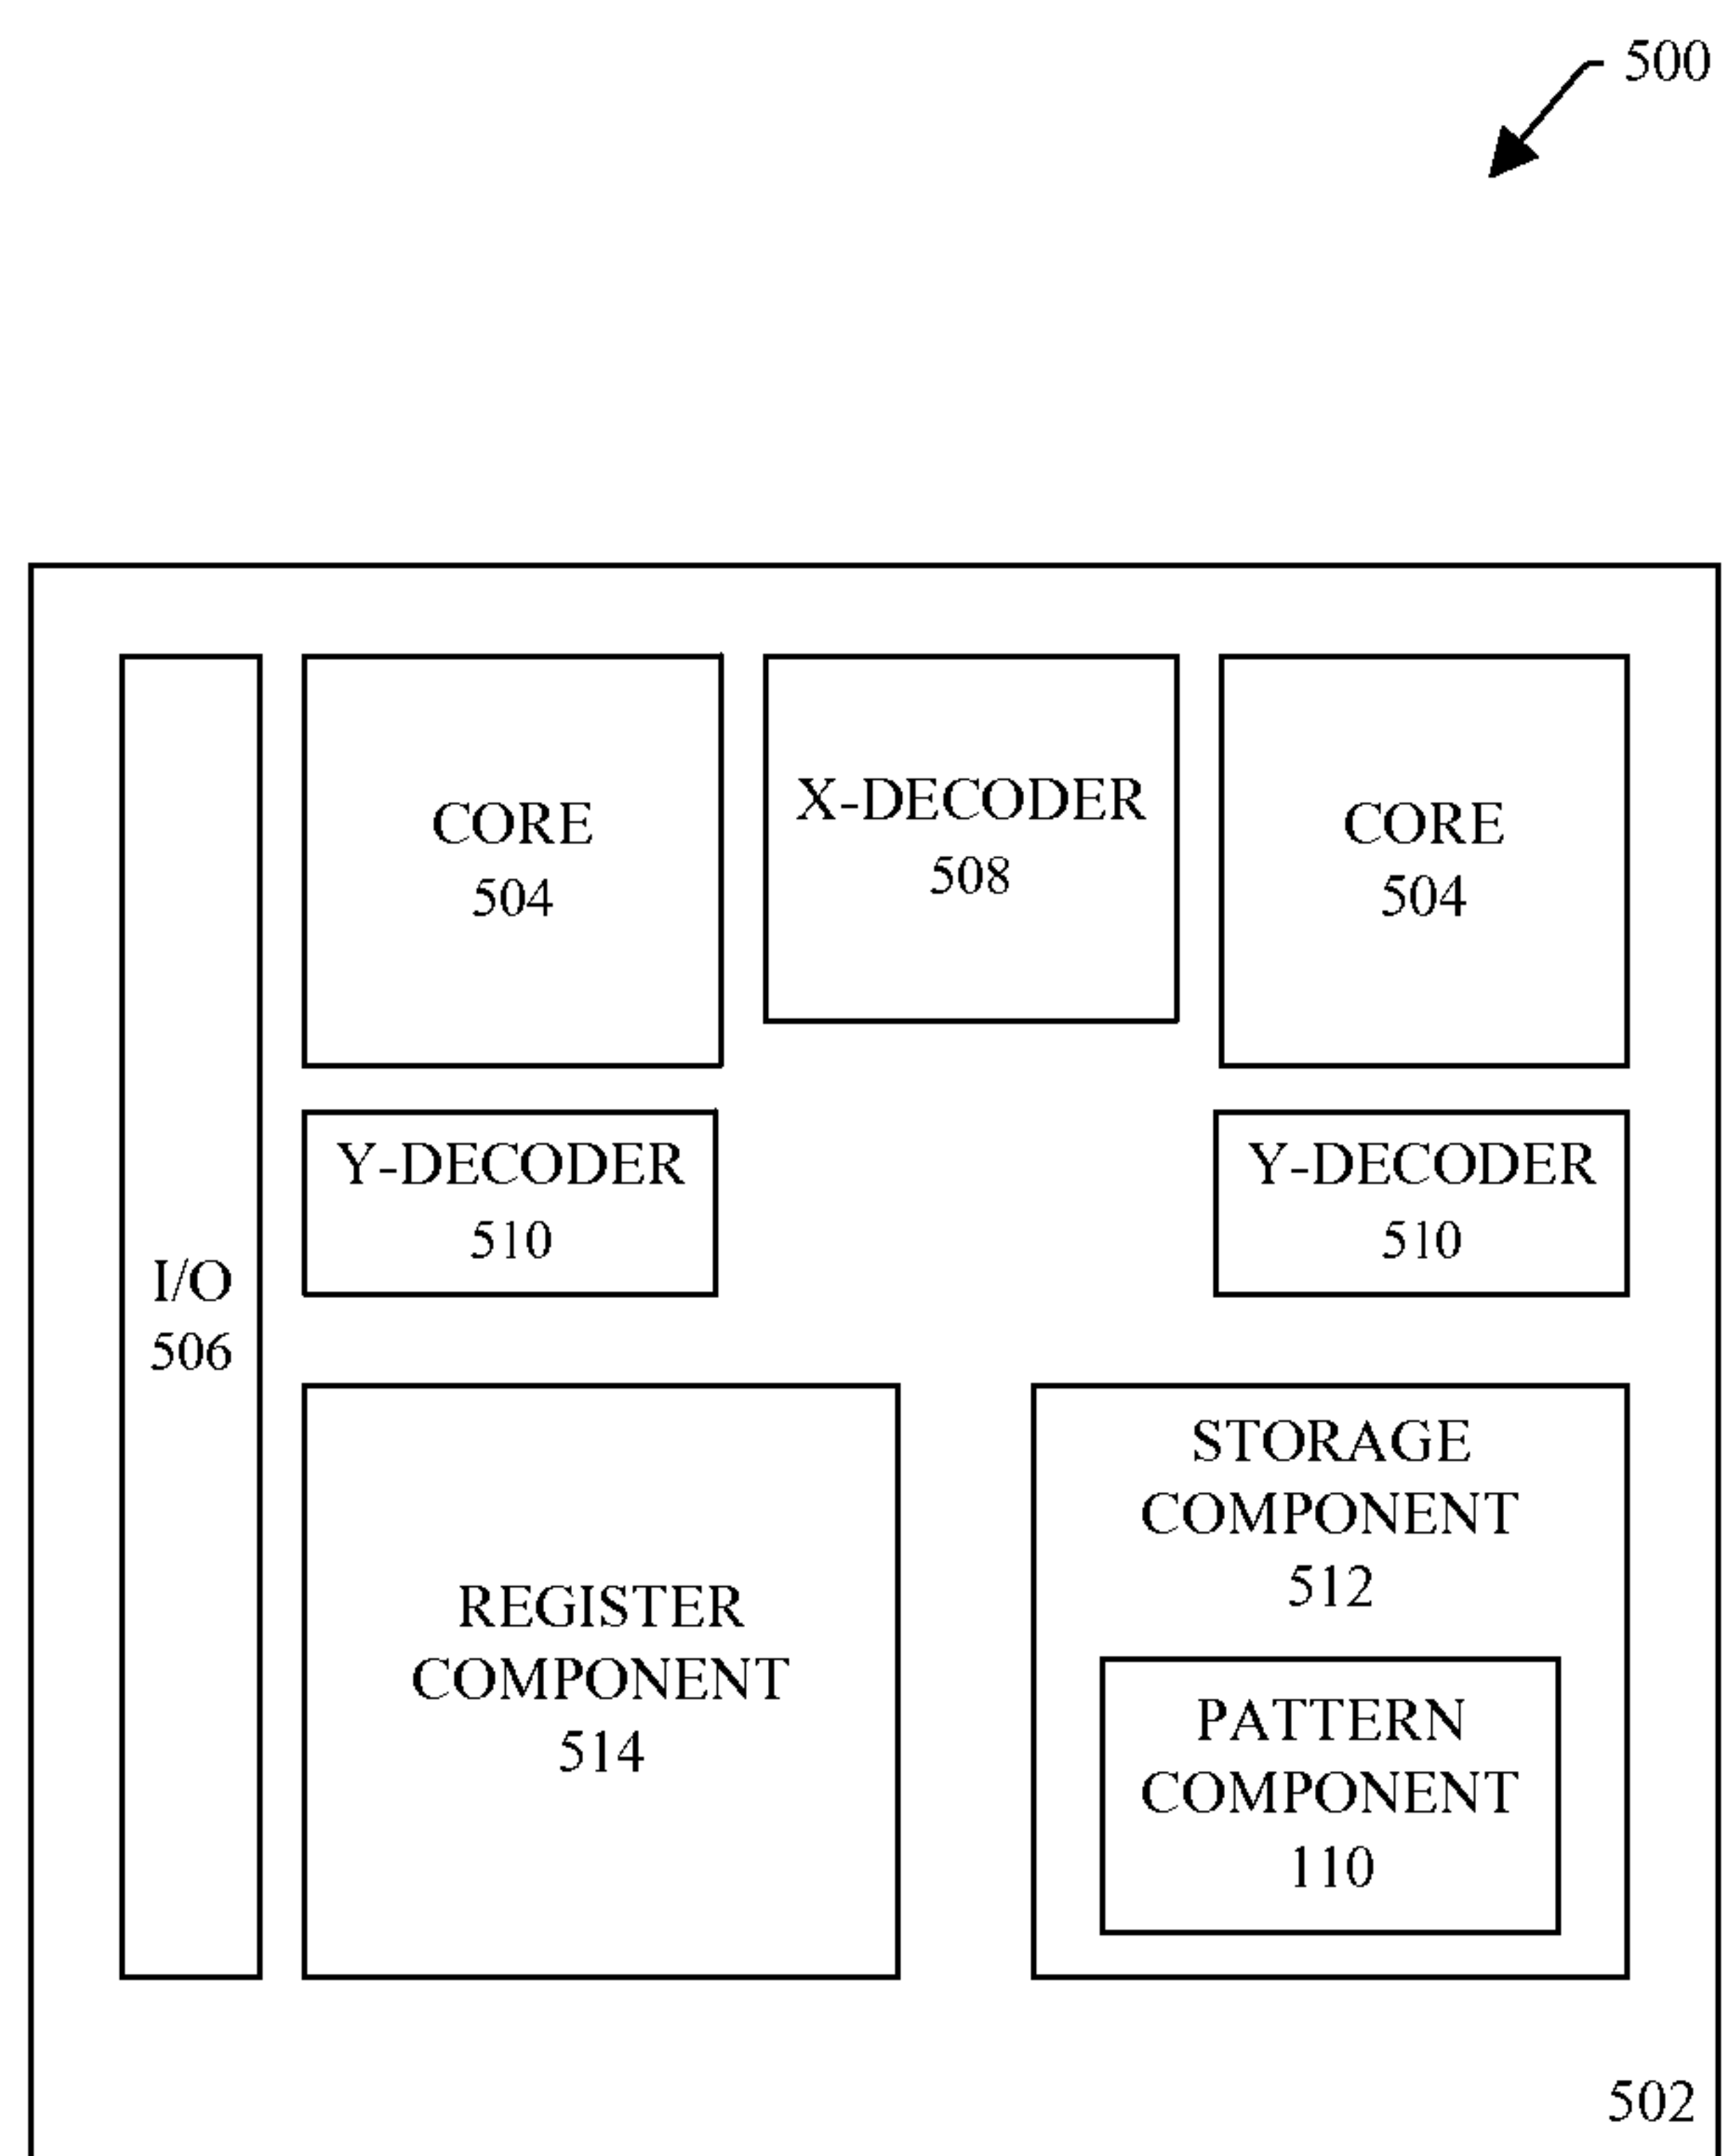 500
CORE
504
X-DECODER
508
CORE
504
Y-DECODER
510
Y-DECODER
510
I/O
506
REGISTER
COMPONENT
514
STORAGE
COMPONENT
512
PATTERN
COMPONENT
110
502